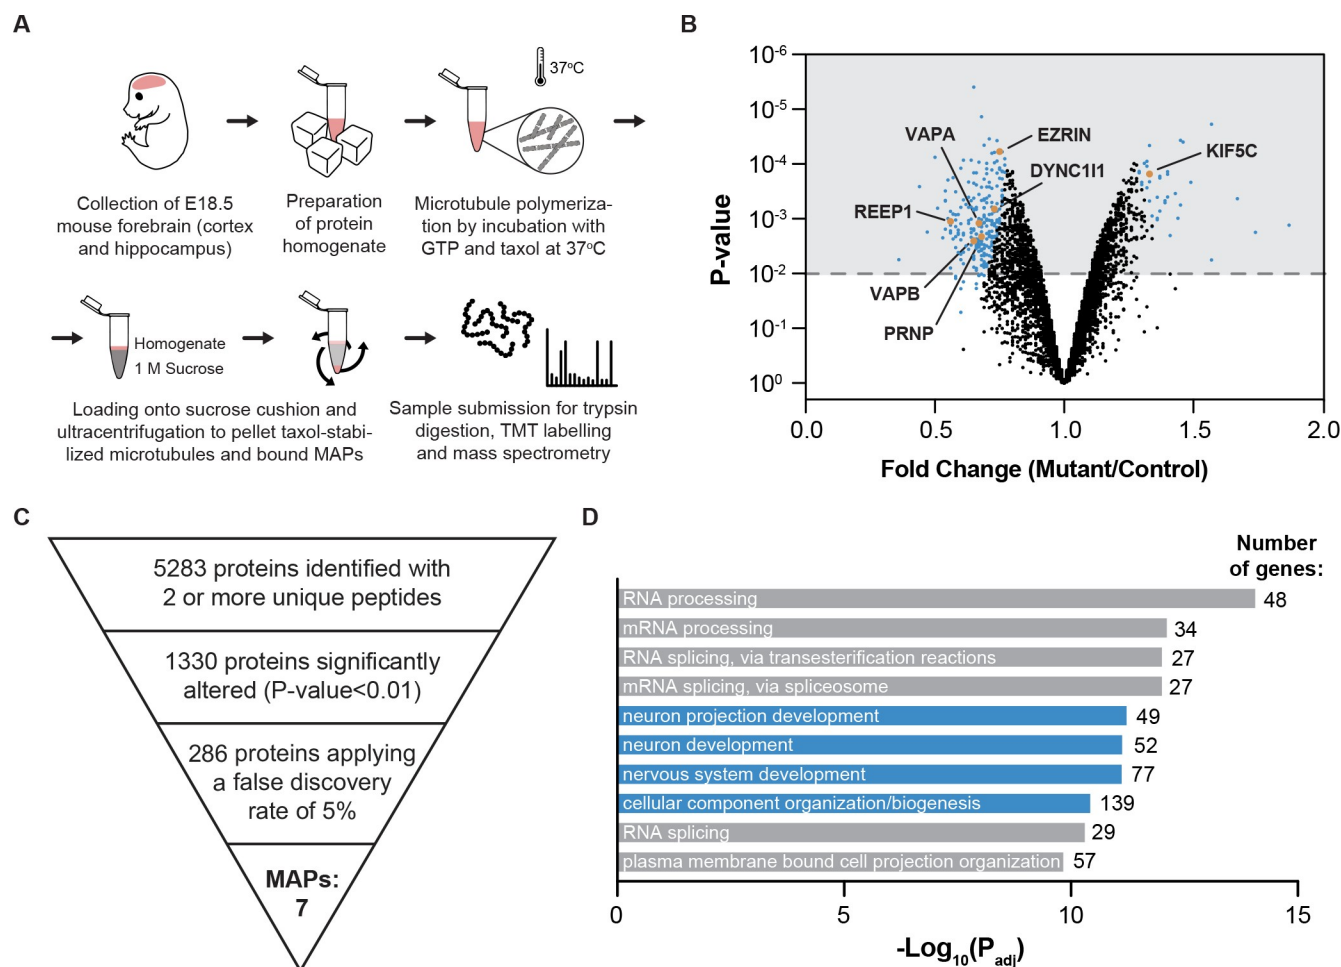 A
37ºC
Collection of E18.5
mouse forebrain (cortex
and hippocampus)
Preparation
of protein
homogenate
Microtubule polymeriza-
tion by incubation with
GTP and taxol at 37ºC
Homogenate
1 M Sucrose
Loading onto sucrose cushion and
ultracentrifugation to pellet taxol-stabi-
lized microtubules and bound MAPs
Sample submission for trypsin
digestion, TMT labelling
and mass spectrometry
B
P-value
10-6
10-5
10-4
10-3
10-2
10-1
100
VAPA
EZRIN
DYNC1I1
KIF5C
REEP1
VAPB
PRNP
0.0
0.5
1.0
1.5
2.0
Fold Change (Mutant/Control)
C
5283 proteins identified with
2 or more unique peptides
1330 proteins significantly
altered (P-value<0.01)
286 proteins applying
a false discovery
rate of 5%
MAPs:
7
D
Number
of genes:
RNA processing 48
mRNA processing 34
RNA splicing, via transesterification reactions 27
mRNA splicing, via spliceosome 27
neuron projection development 49
neuron development 52
nervous system development 77
cellular component organization/biogenesis 139
RNA splicing 29
plasma membrane bound cell projection organization 57
0
5
10
15
-Log10(Padj)